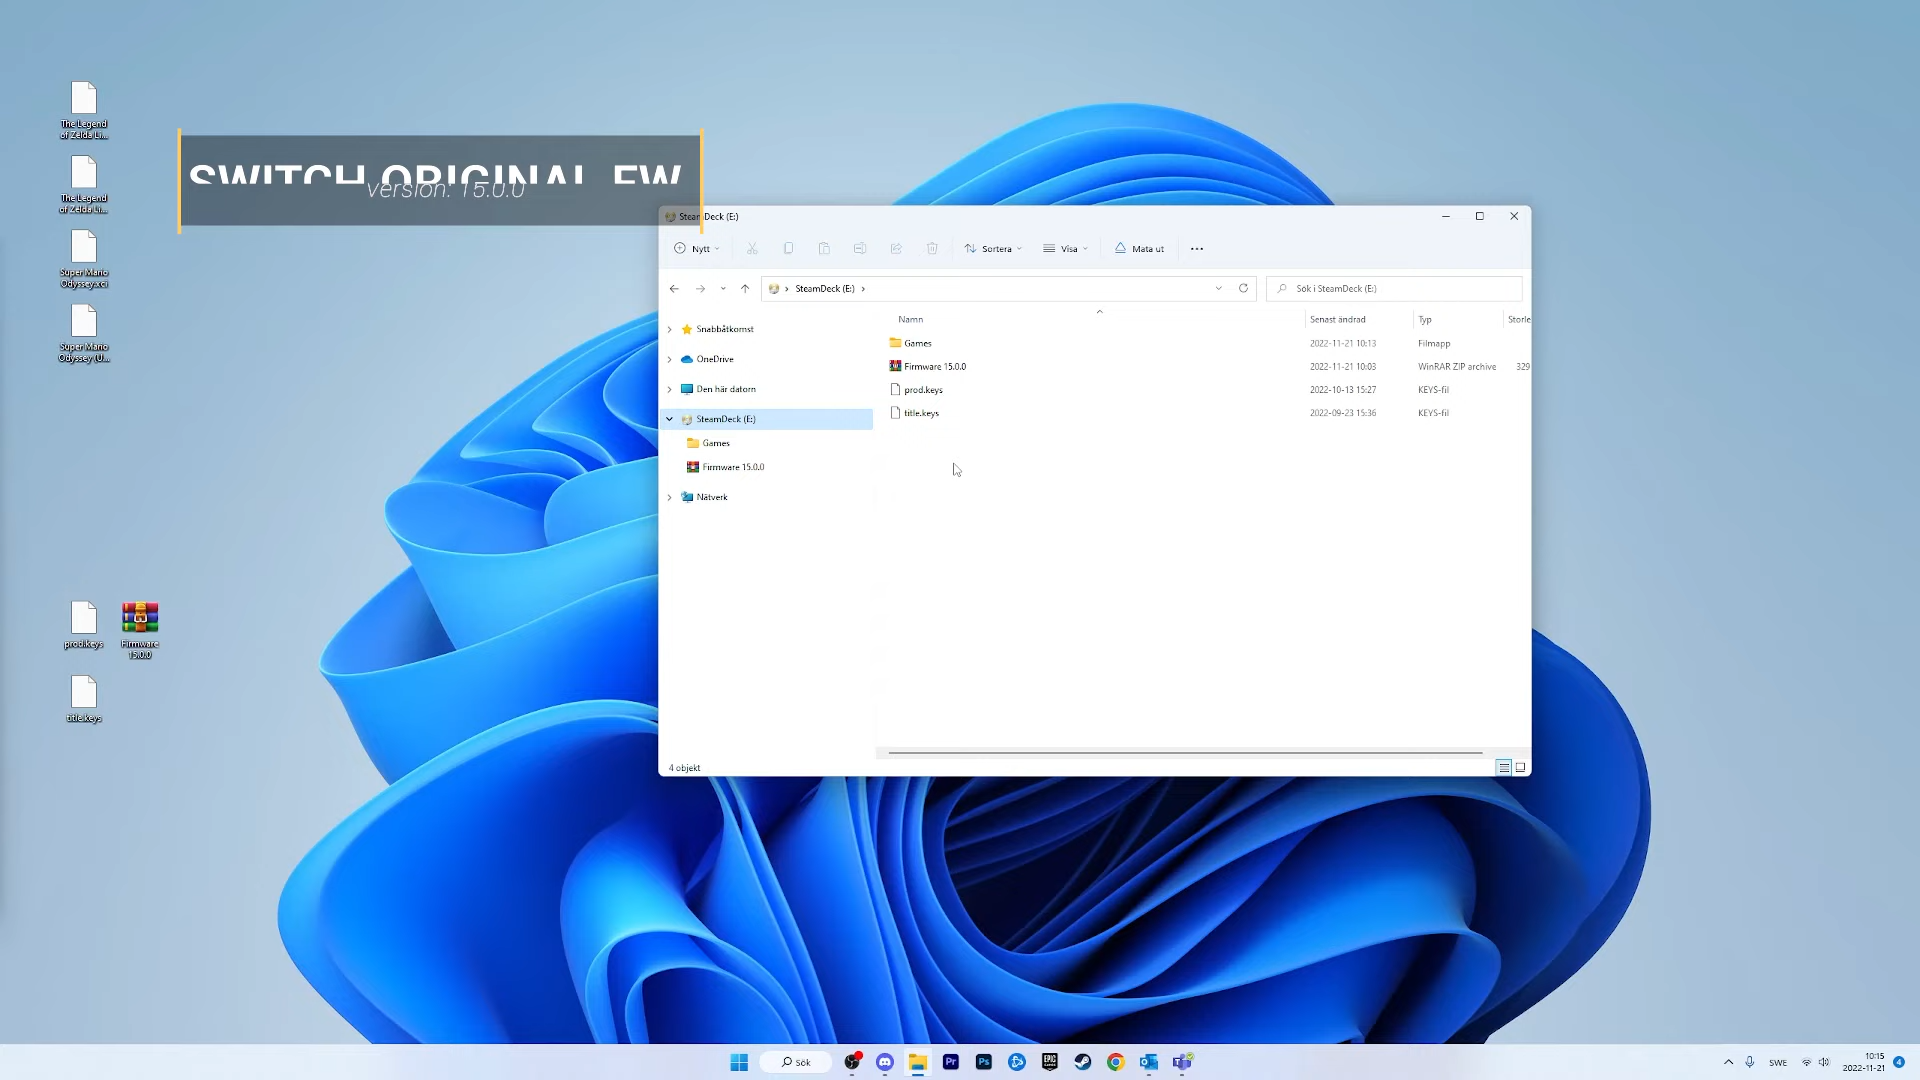 The Legend
of Zelda Li...
The Legend
of Zelda Li...
Super Mario
Odyssey.xci
Super Mario
Odyssey (U...
prod.keys
Firmware
15.0.0
title.keys
SWITCH ORIGINAL FW
Version: 15.0.0
SteamDeck (E:)
Nytt
Sortera
Visa
Mata ut
SteamDeck (E:)
Sök i SteamDeck (E:)
Snabbåtkomst
OneDrive
Den här datorn
SteamDeck (E:)
Games
Firmware 15.0.0
Nätverk
Namn Senast ändrad Typ Storle
Games 2022-11-21 10:13 Filmapp
Firmware 15.0.0 2022-11-21 10:03 WinRAR ZIP archive 329
prod.keys 2022-10-13 15:27 KEYS-fil
title.keys 2022-09-23 15:36 KEYS-fil
4 objekt
Sök
Pr
Ps
EPIC
SWE
10:15
2022-11-21
4